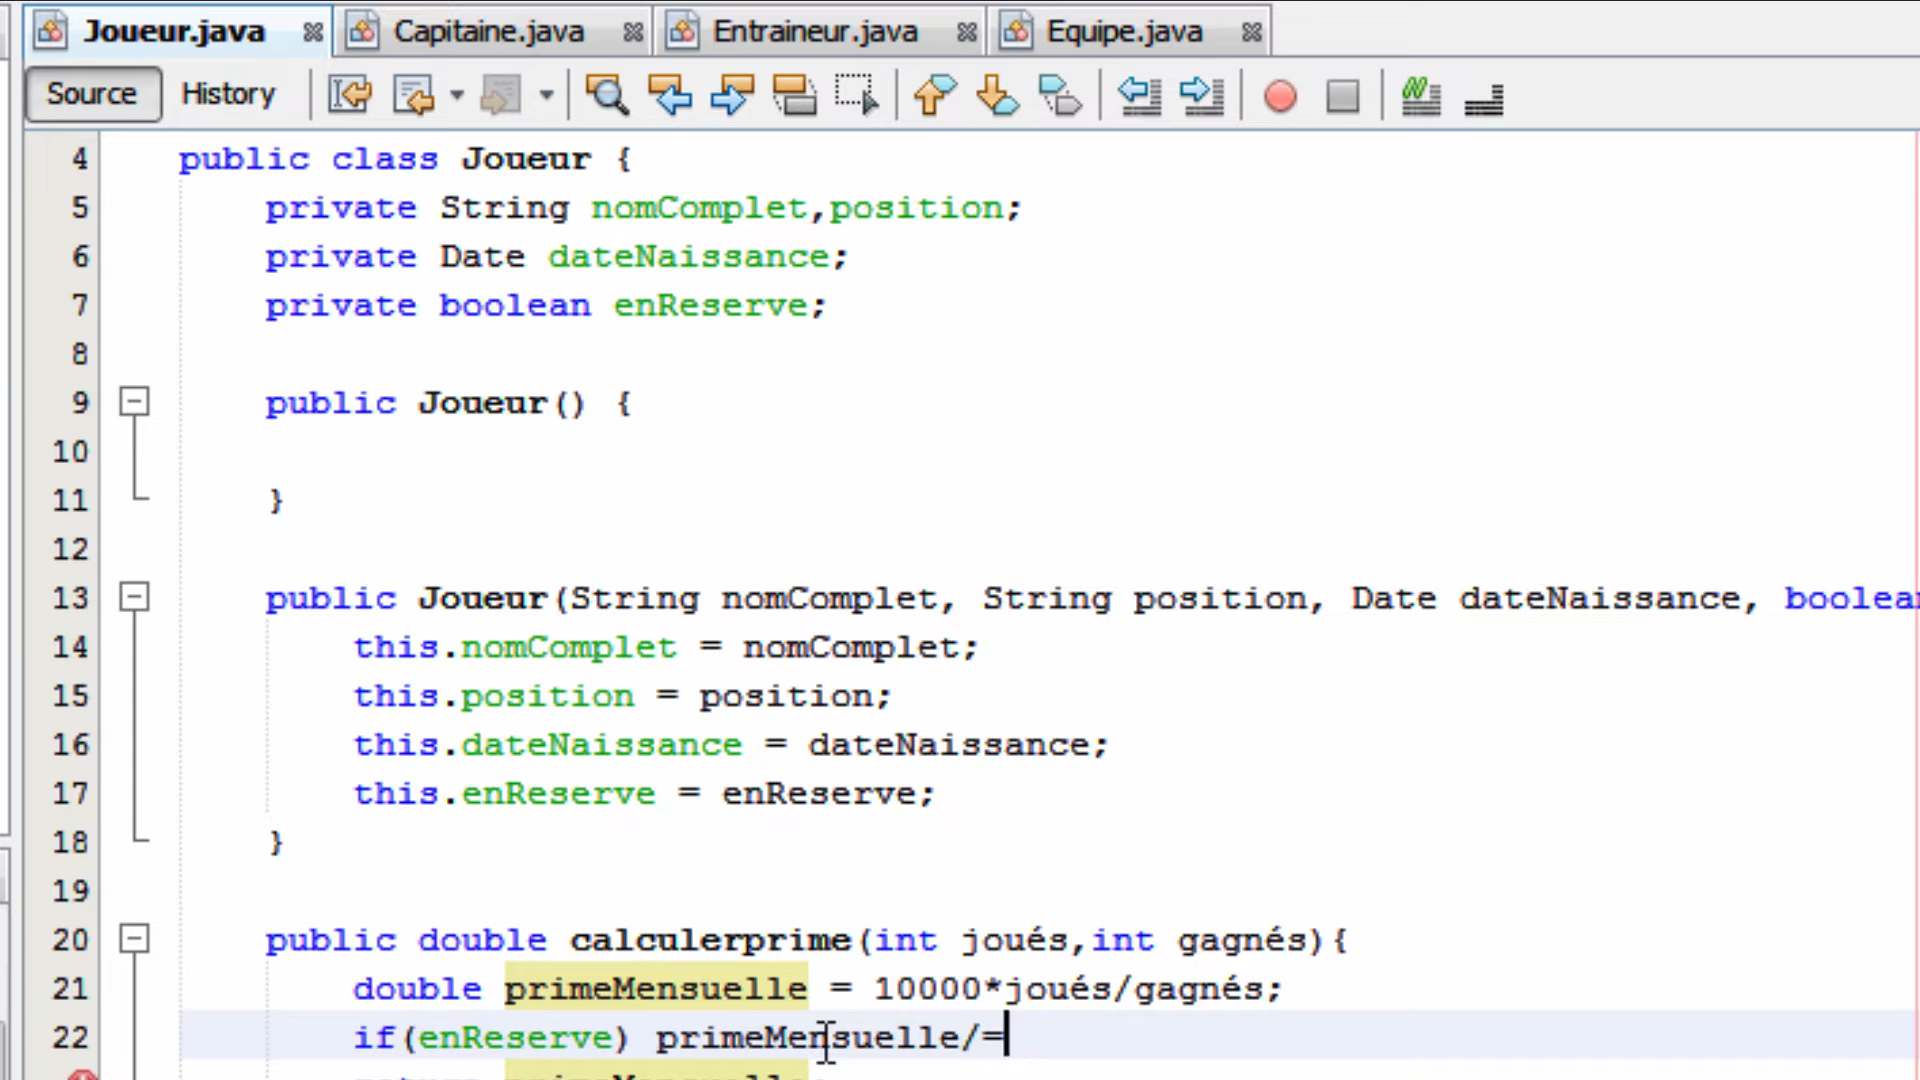 Joueur.java Capitaine.java Entraineur.java Equipe.java
Source History
4 public class Joueur {
5 private String nomComplet,position;
6 private Date dateNaissance;
7 private boolean enReserve;
8
9 public Joueur() {
10
11 }
12
13 public Joueur(String nomComplet, String position, Date dateNaissance, boolean
14 this.nomComplet = nomComplet;
15 this.position = position;
16 this.dateNaissance = dateNaissance;
17 this.enReserve = enReserve;
18 }
19
20 public double calculerprime(int joués,int gagnés){
21 double primeMensuelle = 10000*joués/gagnés;
22 if(enReserve) primeMensuelle/=
return primeMensuelle;